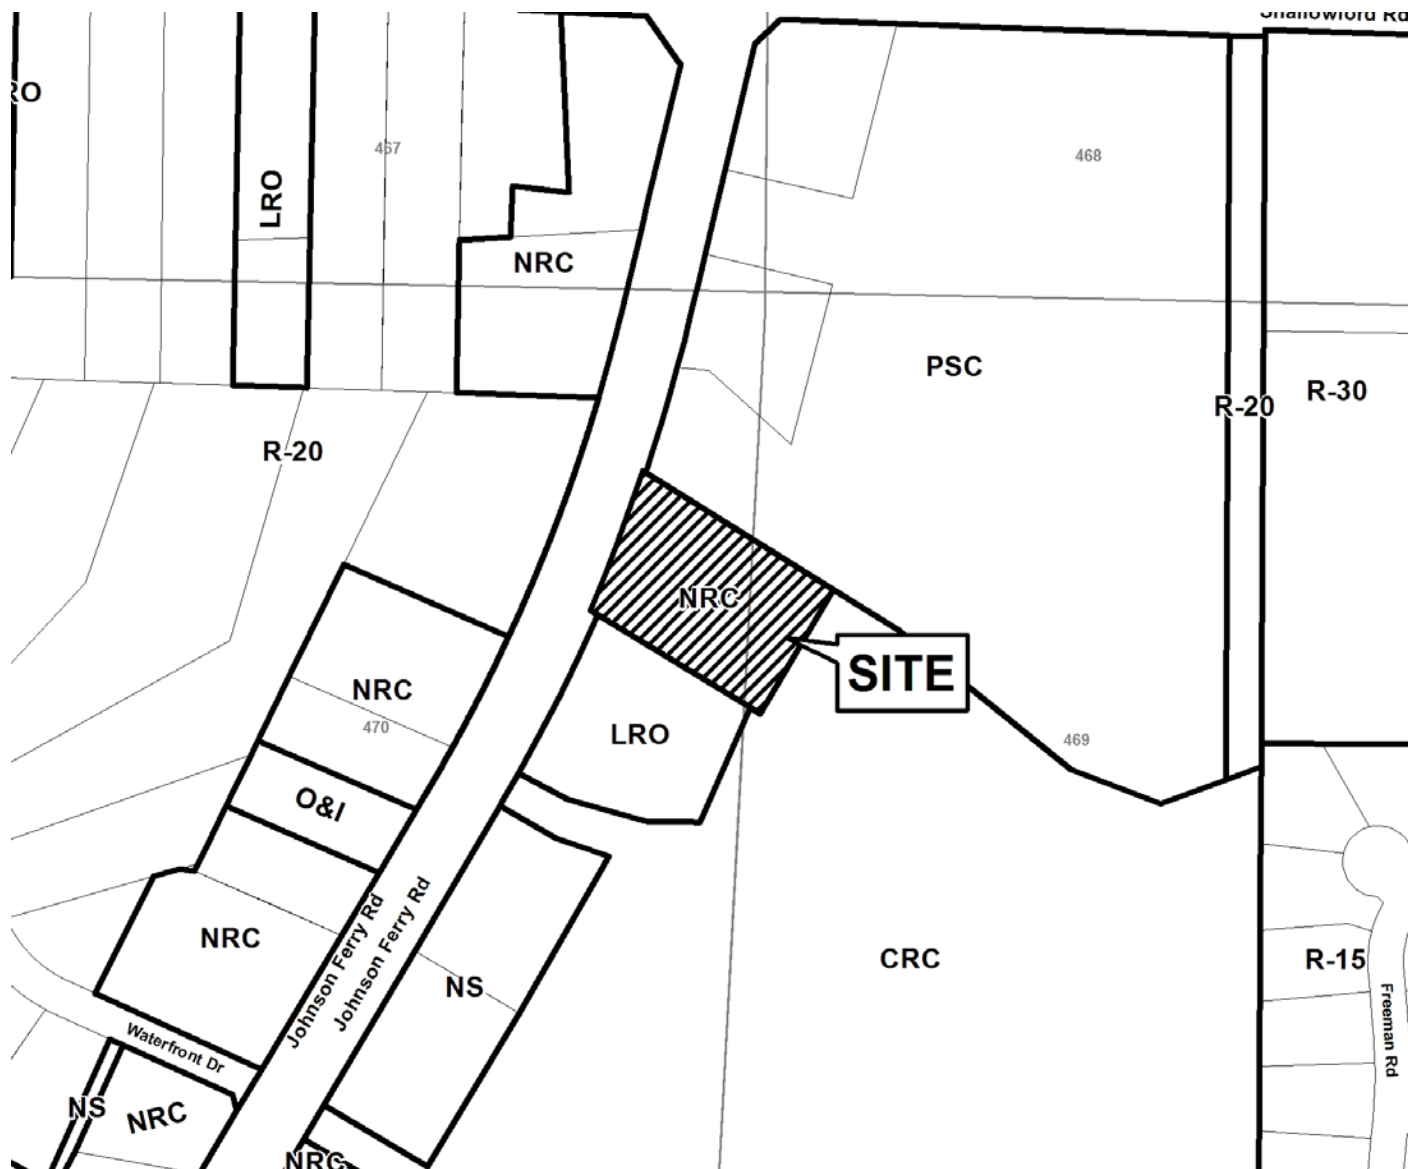 Shallowford Rd
RO
467
468
LRO
NRC
PSC
R-30
R-20
R-20
NRC
SITE
NRC
470
LRO
469
O&I
NRC
Johnson Ferry Rd
Johnson Ferry Rd
CRC
R-15
NS
Freeman Rd
Waterfront Dr
NS
NRC
NRC